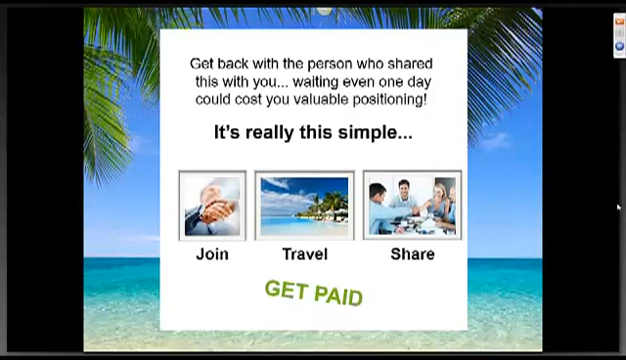 Get back with the person who shared
this with you... waiting even one day
could cost you valuable positioning!
It's really this simple...
Join Travel Share
GET PAID